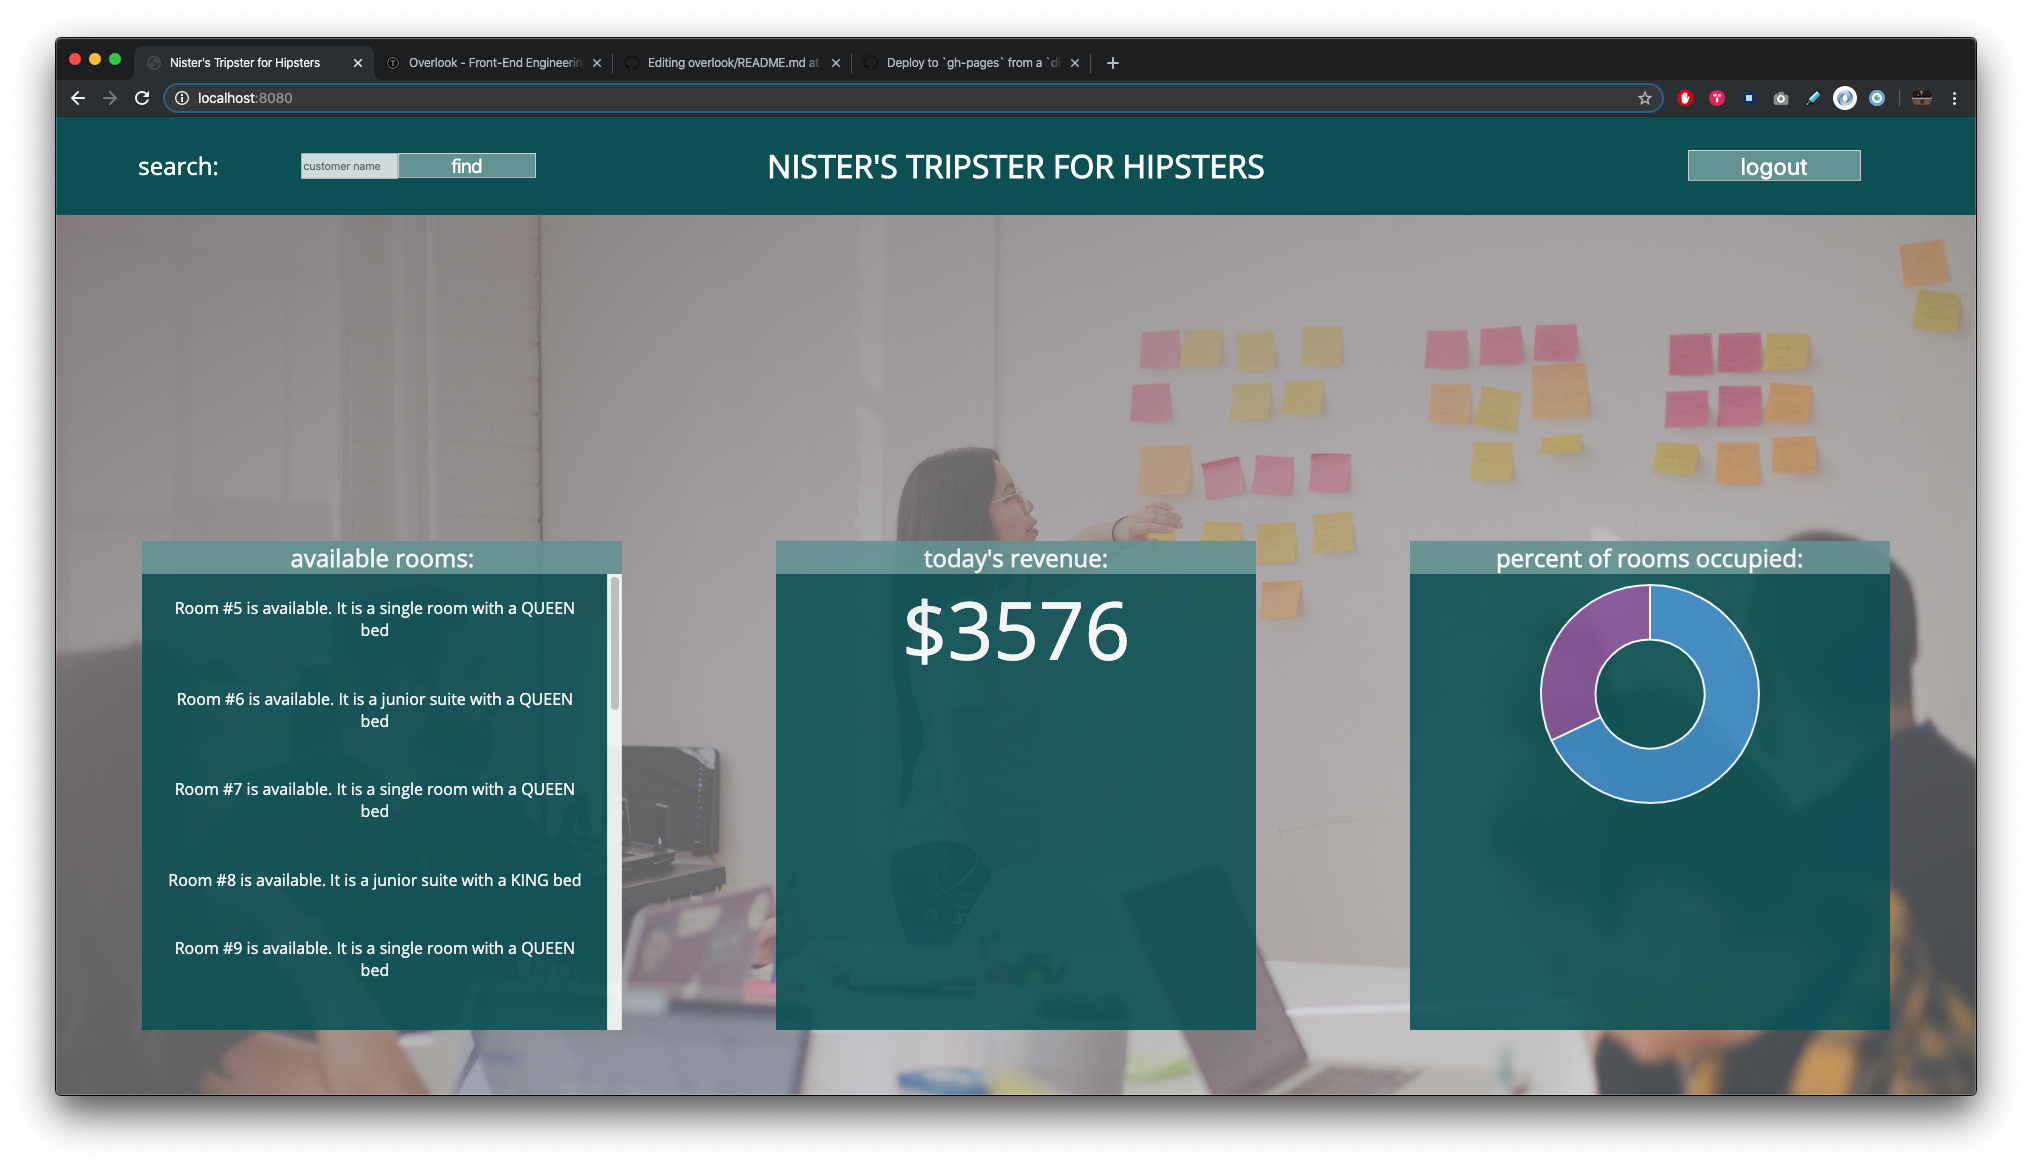 Nister's Tripster for Hipsters
Overlook - Front-End Engineerin
Editing overlook/README.md at
Deploy to `gh-pages` from a `di
localhost:8080
search:
customer name
find
NISTER'S TRIPSTER FOR HIPSTERS
logout
available rooms:
Room #5 is available. It is a single room with a QUEEN
bed
Room #6 is available. It is a junior suite with a QUEEN
bed
Room #7 is available. It is a single room with a QUEEN
bed
Room #8 is available. It is a junior suite with a KING bed
Room #9 is available. It is a single room with a QUEEN
bed
today's revenue:
$3576
percent of rooms occupied: